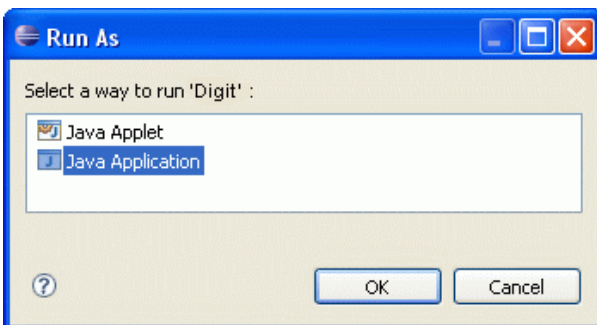 Run As
Select a way to run 'Digit' :
Java Applet
Java Application
OK
Cancel